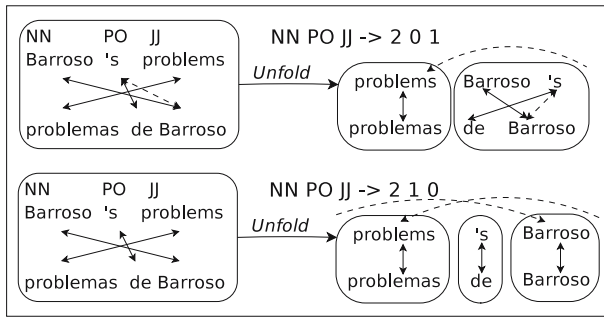 NN PO JJ
Barroso 's problems
problemas de Barroso
Unfold
NN PO JJ -> 2 0 1
problems
problemas
Barroso 's
de Barroso
NN PO JJ
Barroso 's problems
problemas de Barroso
Unfold
NN PO JJ -> 2 1 0
problems
problemas
's
de
Barroso
Barroso